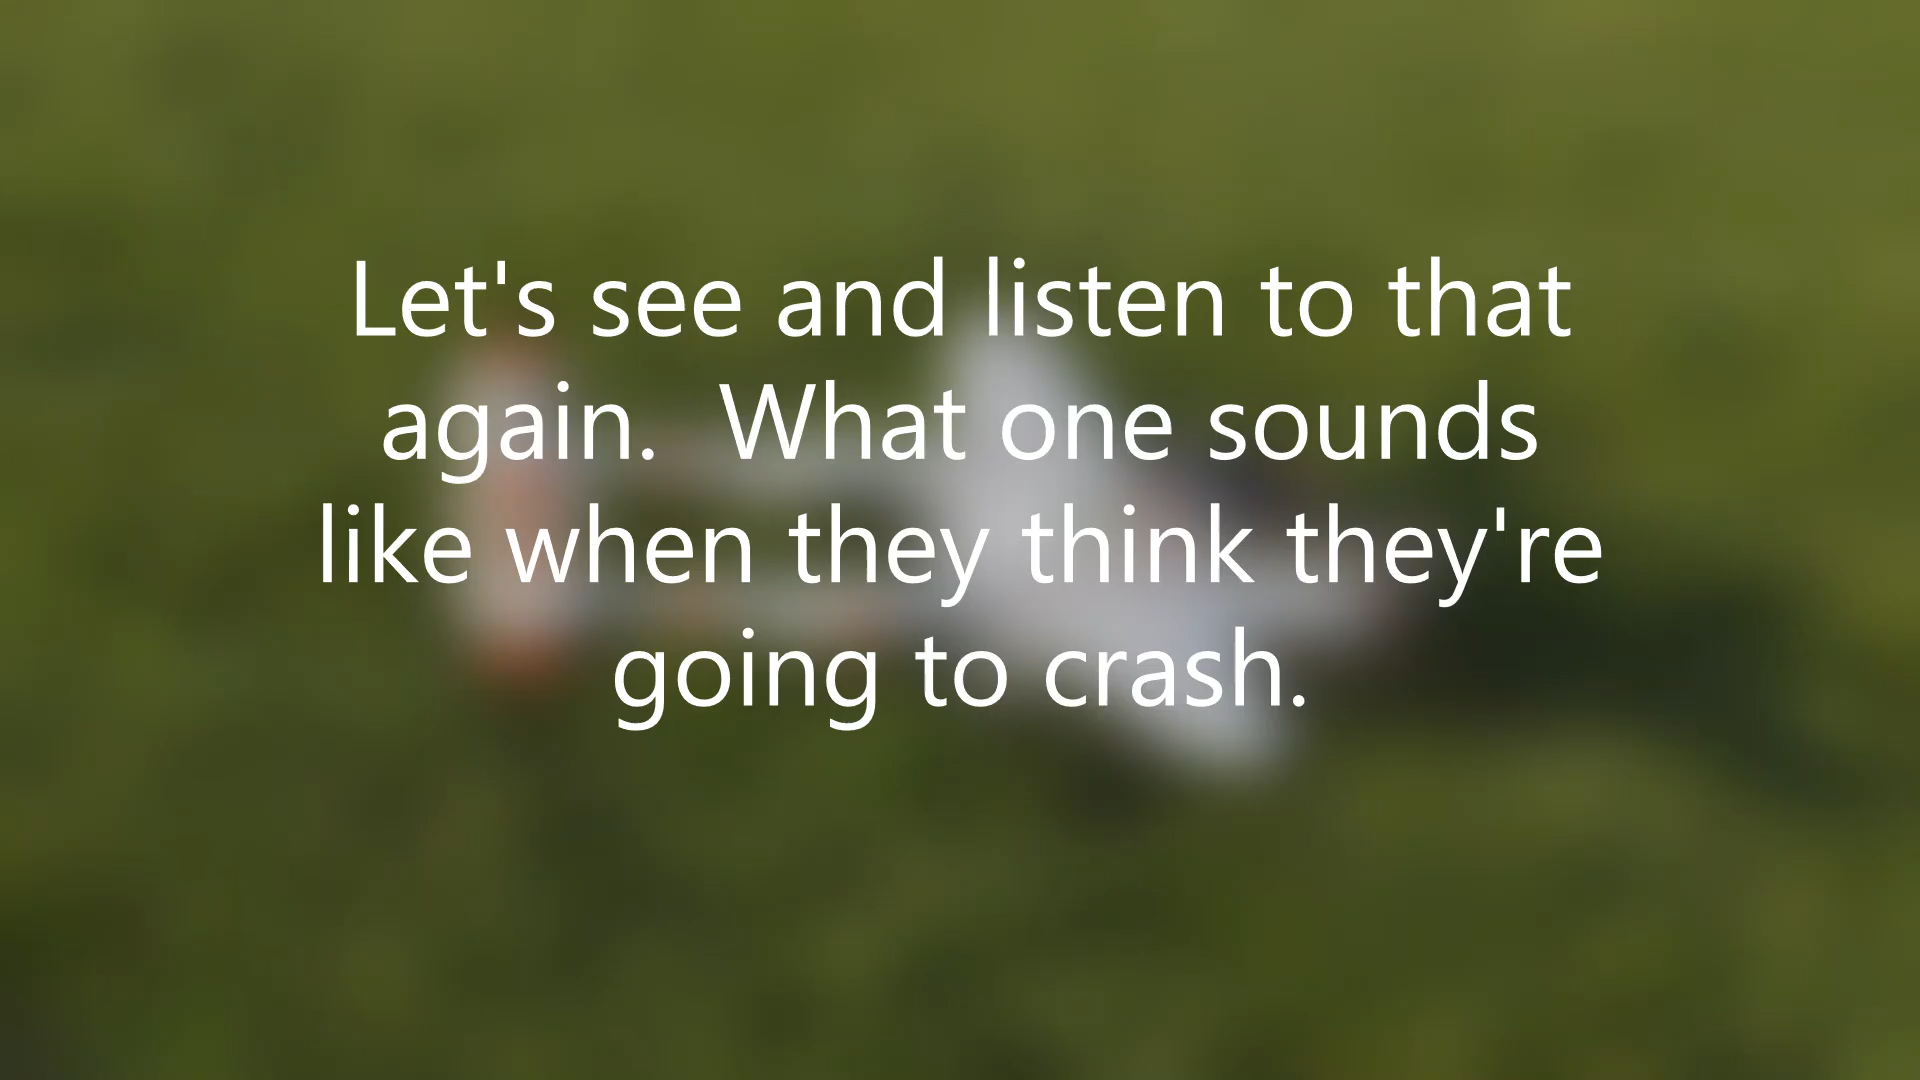 Let's see and listen to that
again.  What one sounds
like when they think they're
going to crash.